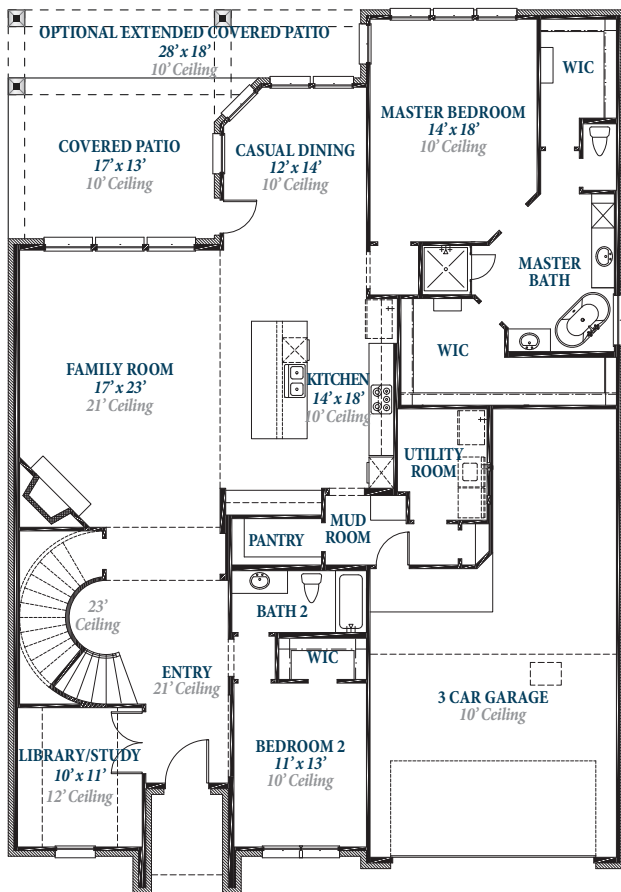 OPTIONAL EXTENDED COVERED PATIO
28' x 18'
10' Ceiling
WIC
MASTER BEDROOM
14' x 18'
10' Ceiling
COVERED PATIO
17' x 13'
10' Ceiling
CASUAL DINING
12' x 14'
10' Ceiling
MASTER
BATH
WIC
FAMILY ROOM
17' x 23'
21' Ceiling
KITCHEN
14' x 18'
10' Ceiling
UTILITY
ROOM
MUD
ROOM
PANTRY
BATH 2
23'
Ceiling
WIC
ENTRY
21' Ceiling
3 CAR GARAGE
10' Ceiling
LIBRARY/STUDY
10' x 11'
12' Ceiling
BEDROOM 2
11' x 13'
10' Ceiling